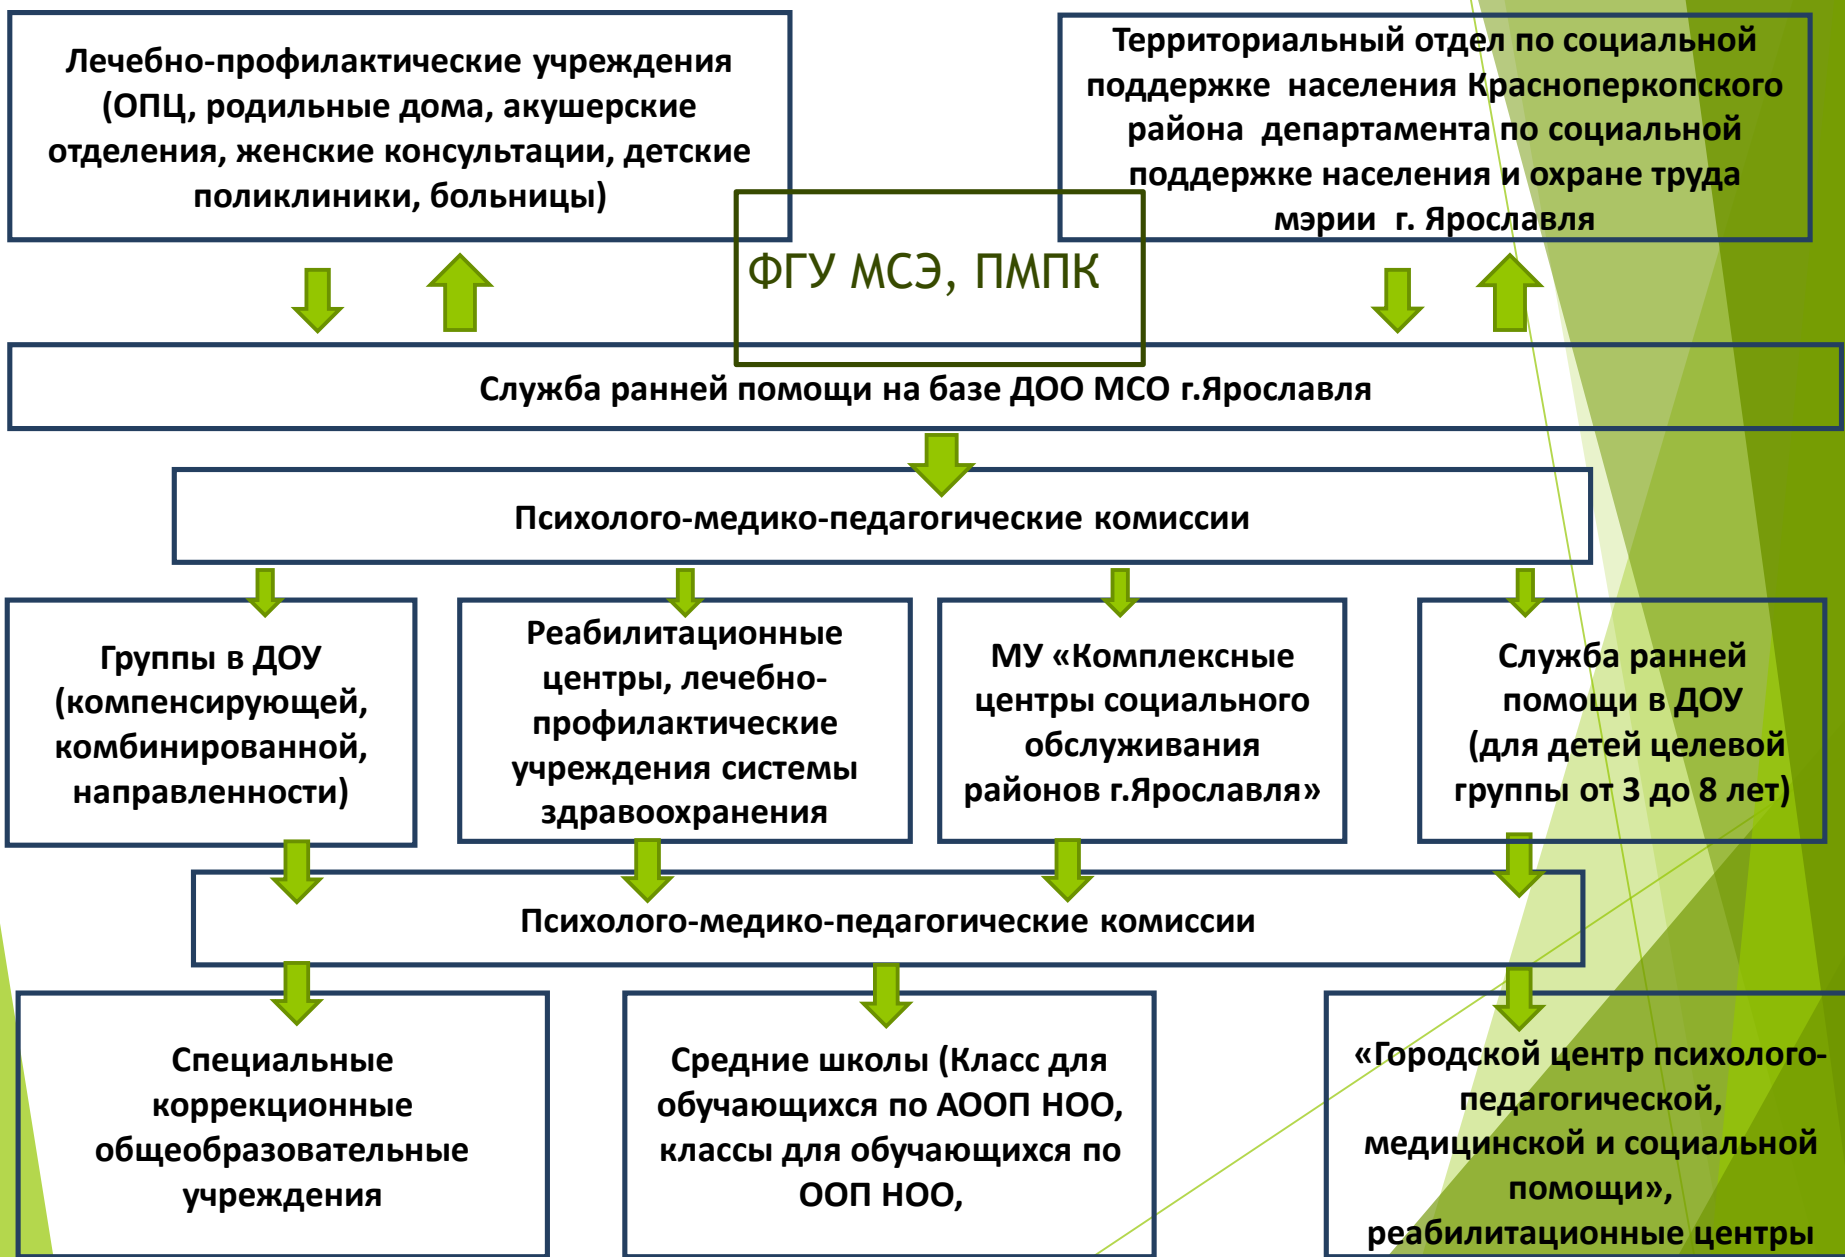 Лечебно-профилактические учреждения
(ОПЦ, родильные дома, акушерские
отделения, женские консультации, детские
поликлиники, больницы)
Территориальный отдел по социальной
поддержке населения Красноперкопского
района департамента по социальной
поддержке населения и охране труда
мэрии г. Ярославля
ФГУ МСЭ, ПМПК
Служба ранней помощи на базе ДОО МСО г.Ярославля
Психолого-медико-педагогические комиссии
Группы в ДОУ
(компенсирующей,
комбинированной,
направленности)
Реабилитационные
центры, лечебно-
профилактические
учреждения системы
здравоохранения
МУ «Комплексные
центры социального
обслуживания
районов г.Ярославля»
Служба ранней
помощи в ДОУ
(для детей целевой
группы от 3 до 8 лет)
Психолого-медико-педагогические комиссии
Специальные
коррекционные
общеобразовательные
учреждения
Средние школы (Класс для
обучающихся по АООП НОО,
классы для обучающихся по
ООП НОО,
«Городской центр психолого-
педагогической,
медицинской и социальной
помощи»,
реабилитационные центры